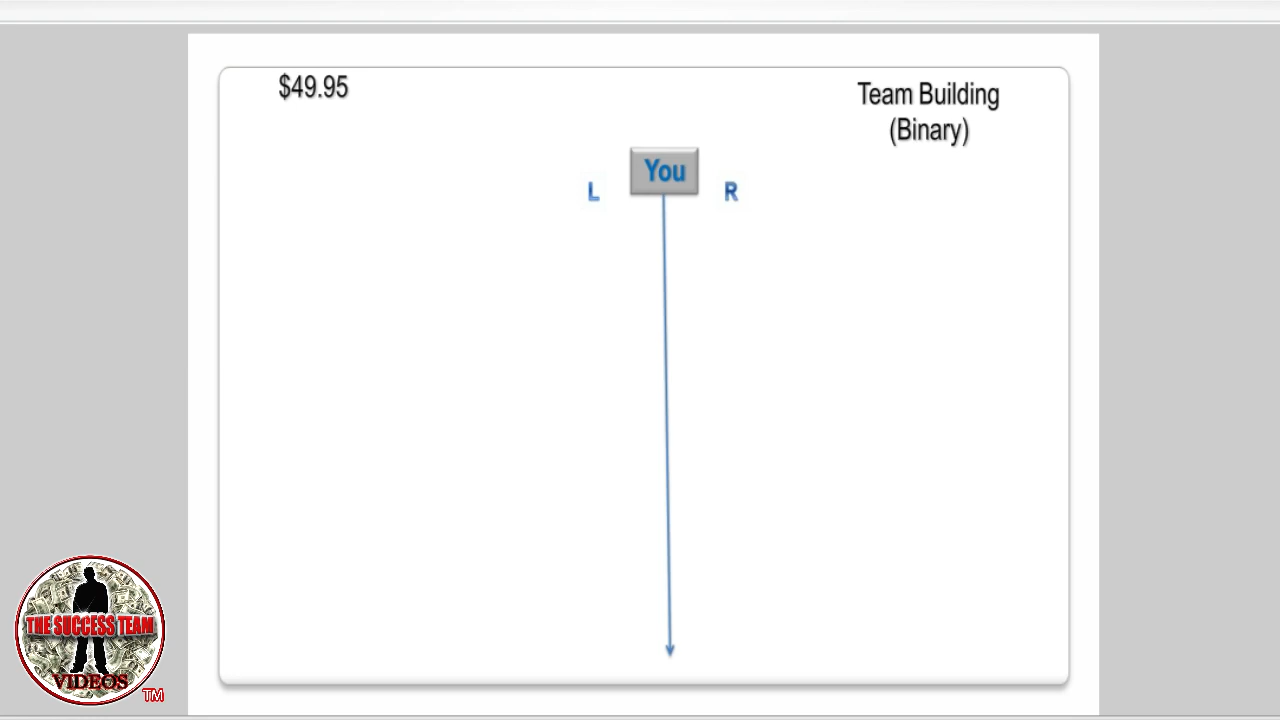 $49.95
Team Building
(Binary)
You
L
R
THE SUCCESS TEAM
VIDEOS
TM